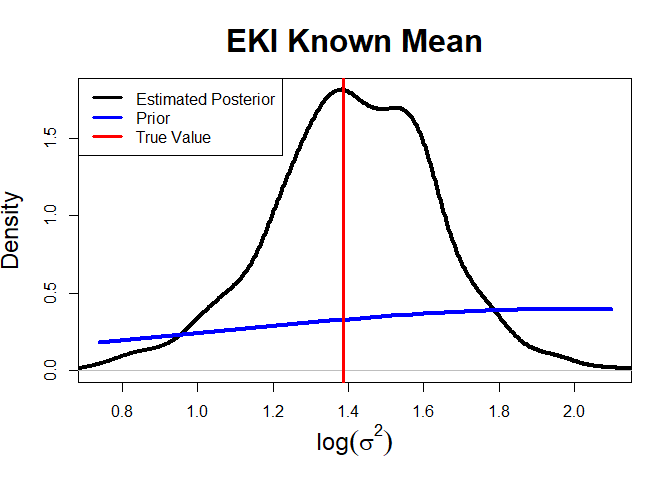 EKI Known Mean
Estimated Posterior
Prior
True Value
Density
0.0
0.5
1.0
1.5
0.8 1.0 1.2 1.4 1.6 1.8 2.0
log(σ²)